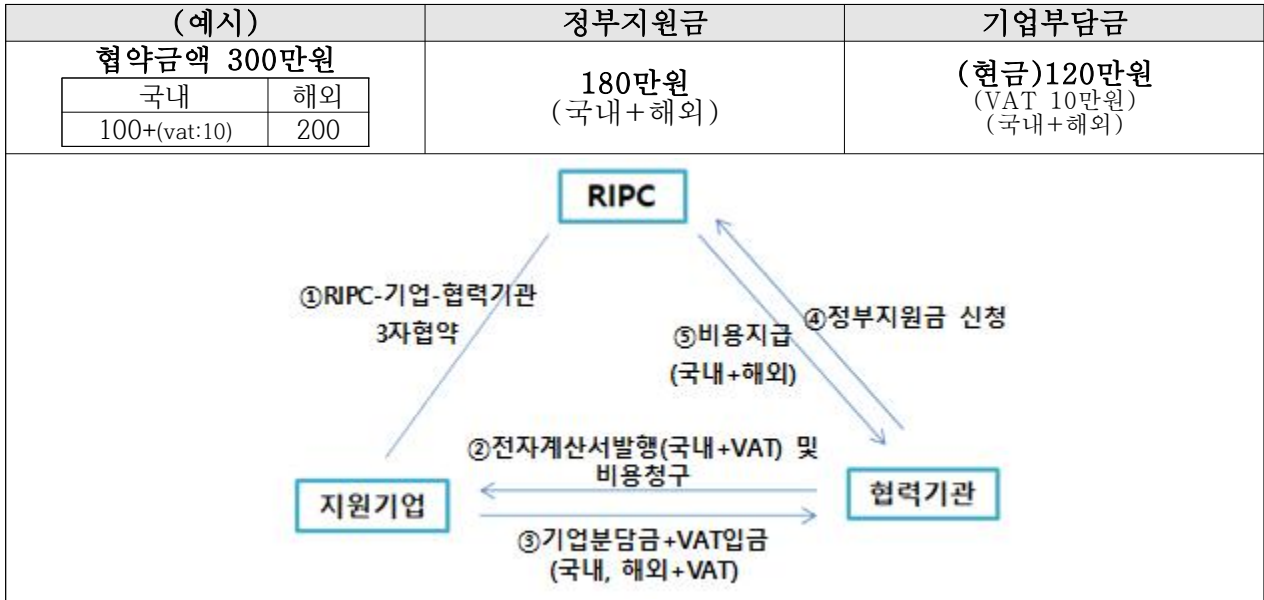 (예시)
정부지원금
기업부담금
협약금액 300만원
국내
해외
100+(vat:10)
200
180만원
(국내+해외)
(현금)120만원
(VAT 10만원)
(국내+해외)
RIPC
①RIPC-기업-협력기관
3자협약
④정부지원금 신청
⑤비용지급
(국내+해외)
②전자계산서발행(국내+VAT) 및
비용청구
지원기업
협력기관
③기업분담금+VAT입금
(국내, 해외+VAT)